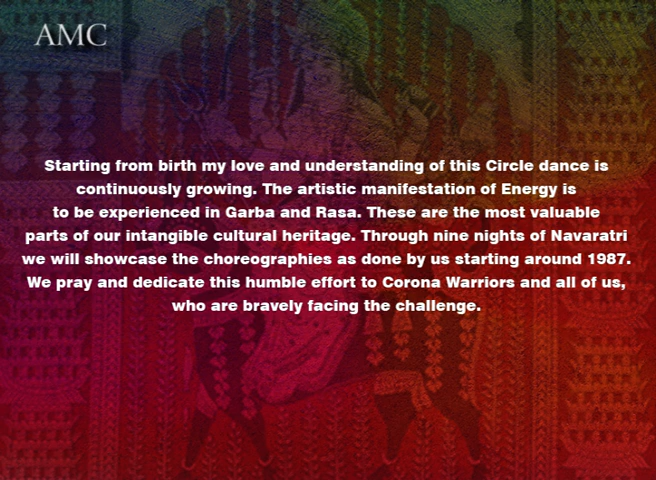 AMC
Starting from birth my love and understanding of this Circle dance is
continuously growing. The artistic manifestation of Energy is
to be experienced in Garba and Rasa. These are the most valuable
parts of our intangible cultural heritage. Through nine nights of Navaratri
we will showcase the choreographies as done by us starting around 1987.
We pray and dedicate this humble effort to Corona Warriors and all of us,
who are bravely facing the challenge.